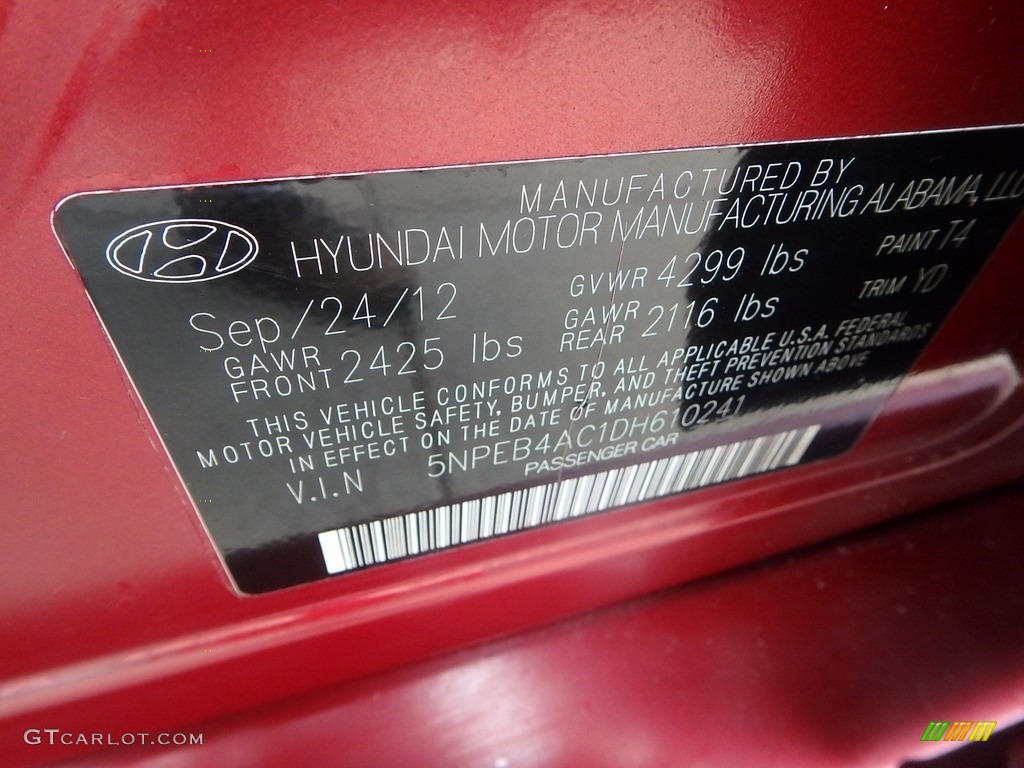 MANUFACTURED BY
HYUNDAI MOTOR MANUFACTURING ALABAMA, LLC
Sep/24/12 GVWR 4299 lbs PAINT T4
GAWR FRONT 2425 lbs GAWR REAR 2116 lbs TRIM YD
THIS VEHICLE CONFORMS TO ALL APPLICABLE U.S.A. FEDERAL
MOTOR VEHICLE SAFETY, BUMPER, AND THEFT PREVENTION STANDARDS
IN EFFECT ON THE DATE OF MANUFACTURE SHOWN ABOVE
V.I.N 5NPEB4AC1DH610241
PASSENGER CAR
GTCARLOT.COM